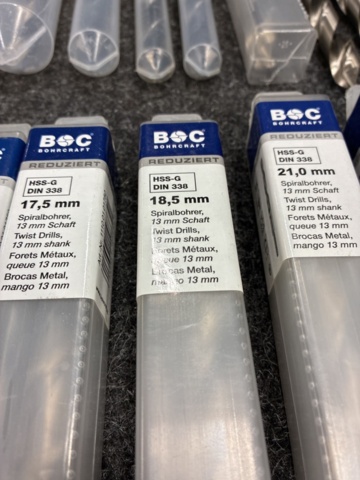 BOC
BOHRCRAFT
REDUZIERT
HSS-G
DIN 338
17,5 mm
Spiralbohrer,
13 mm Schaft
Twist Drills,
13 mm shank
Forets Métaux,
queue 13 mm
Brocas Metal,
mango 13 mm
BOC
BOHRCRAFT
REDUZIERT
HSS-G
DIN 338
18,5 mm
Spiralbohrer,
13 mm Schaft
Twist Drills,
13 mm shank
Forets Métaux,
queue 13 mm
Brocas Metal,
mango 13 mm
BOC
BOHRCRAFT
REDUZIERT
HSS-G
DIN 338
21,0 mm
Spiralbohrer,
13 mm Schaft
Twist Drills,
13 mm shank
Forets Métaux,
queue 13 mm
Brocas Metal,
mango 13 mm